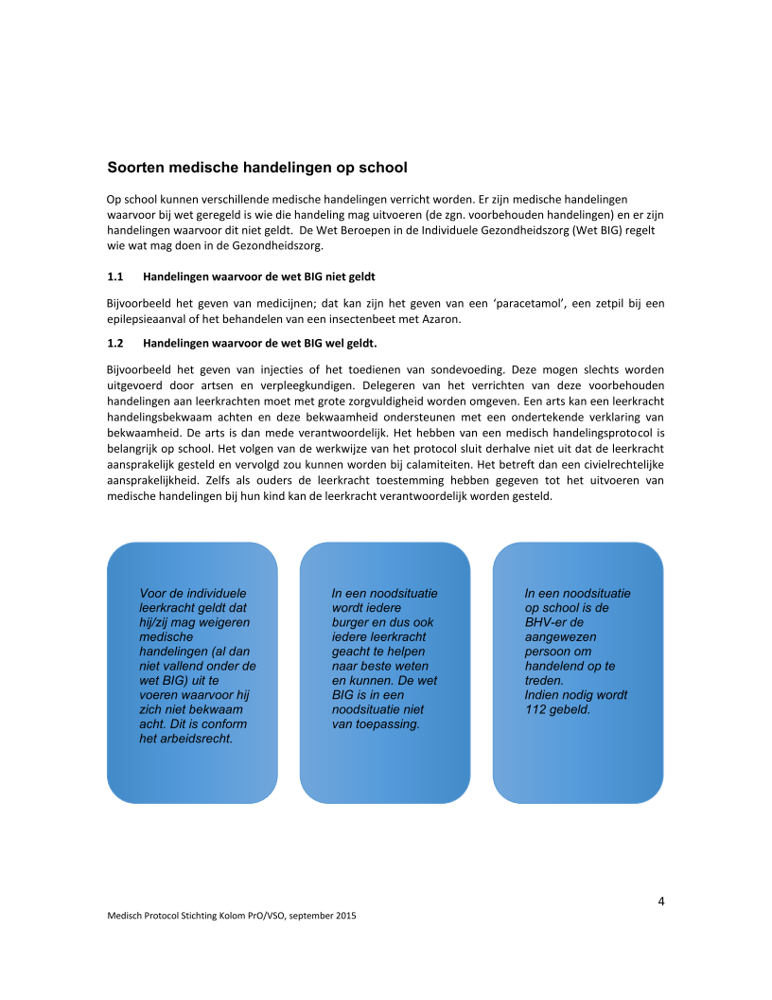 Soorten medische handelingen op school
Op school kunnen verschillende medische handelingen verricht worden. Er zijn medische handelingen
waarvoor bij wet geregeld is wie die handeling mag uitvoeren (de zgn. voorbehouden handelingen) en er zijn
handelingen waarvoor dit niet geldt.  De Wet Beroepen in de Individuele Gezondheidszorg (Wet BIG) regelt
wie wat mag doen in de Gezondheidszorg.
1.1 Handelingen waarvoor de wet BIG niet geldt
Bijvoorbeeld het geven van medicijnen; dat kan zijn het geven van een ‘paracetamol’, een zetpil bij een
epilepsieaanval of het behandelen van een insectenbeet met Azaron.
1.2 Handelingen waarvoor de wet BIG wel geldt.
Bijvoorbeeld het geven van injecties of het toedienen van sondevoeding. Deze mogen slechts worden
uitgevoerd door artsen en verpleegkundigen. Delegeren van het verrichten van deze voorbehouden
handelingen aan leerkrachten moet met grote zorgvuldigheid worden omgeven. Een arts kan een leerkracht
handelingsbekwaam achten en deze bekwaamheid ondersteunen met een ondertekende verklaring van
bekwaamheid. De arts is dan mede verantwoordelijk. Het hebben van een medisch handelingsprotocol is
belangrijk op school. Het volgen van de werkwijze van het protocol sluit derhalve niet uit dat de leerkracht
aansprakelijk gesteld en vervolgd zou kunnen worden bij calamiteiten. Het betreft dan een civielrechtelijke
aansprakelijkheid. Zelfs als ouders de leerkracht toestemming hebben gegeven tot het uitvoeren van
medische handelingen bij hun kind kan de leerkracht verantwoordelijk worden gesteld.
Voor de individuele
leerkracht geldt dat
hij/zij mag weigeren
medische
handelingen (al dan
niet vallend onder de
wet BIG) uit te
voeren waarvoor hij
zich niet bekwaam
acht. Dit is conform
het arbeidsrecht.
In een noodsituatie
wordt iedere
burger en dus ook
iedere leerkracht
geacht te helpen
naar beste weten
en kunnen. De wet
BIG is in een
noodsituatie niet
van toepassing.
In een noodsituatie
op school is de
BHV-er de
aangewezen
persoon om
handelend op te
treden.
Indien nodig wordt
112 gebeld.
4
Medisch Protocol Stichting Kolom PrO/VSO, september 2015